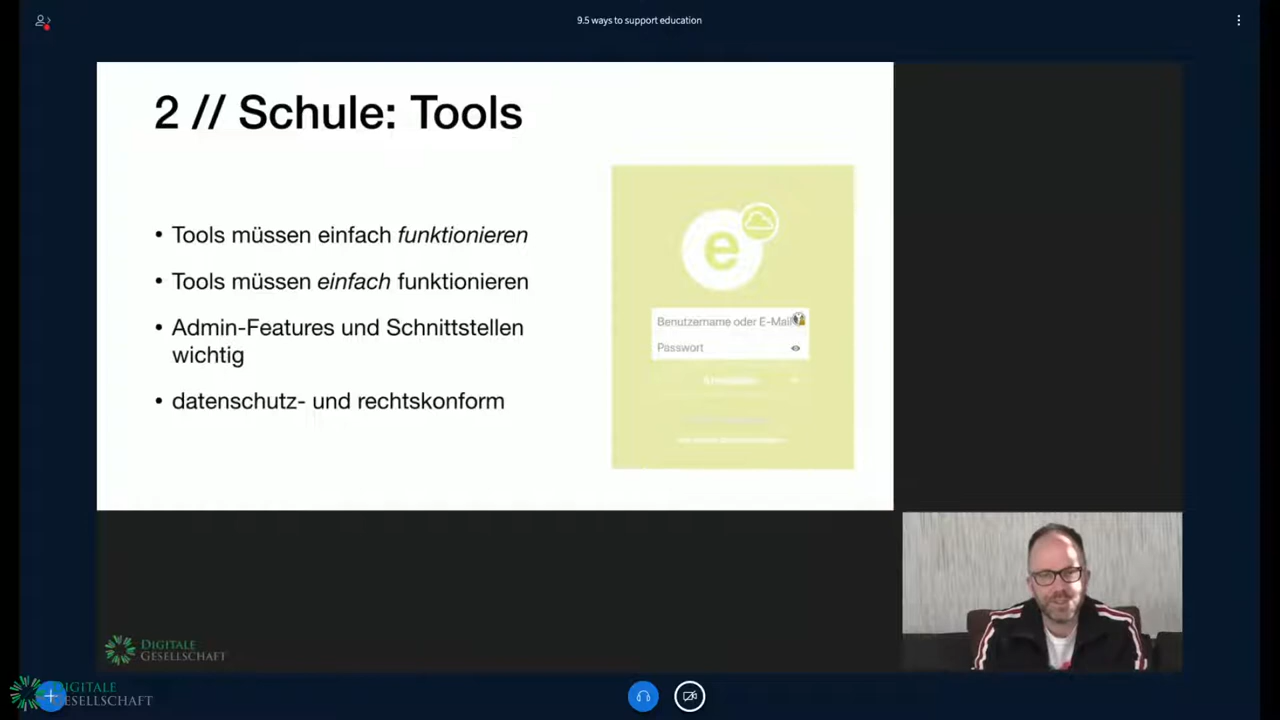 9.5 ways to support education
2 // Schule: Tools
• Tools müssen einfach funktionieren
• Tools müssen einfach funktionieren
• Admin-Features und Schnittstellen
wichtig
• datenschutz- und rechtskonform
e
Benutzername oder E-Mail
Passwort
DIGITALE
GESELLSCHAFT
DIGITALE
GESELLSCHAFT